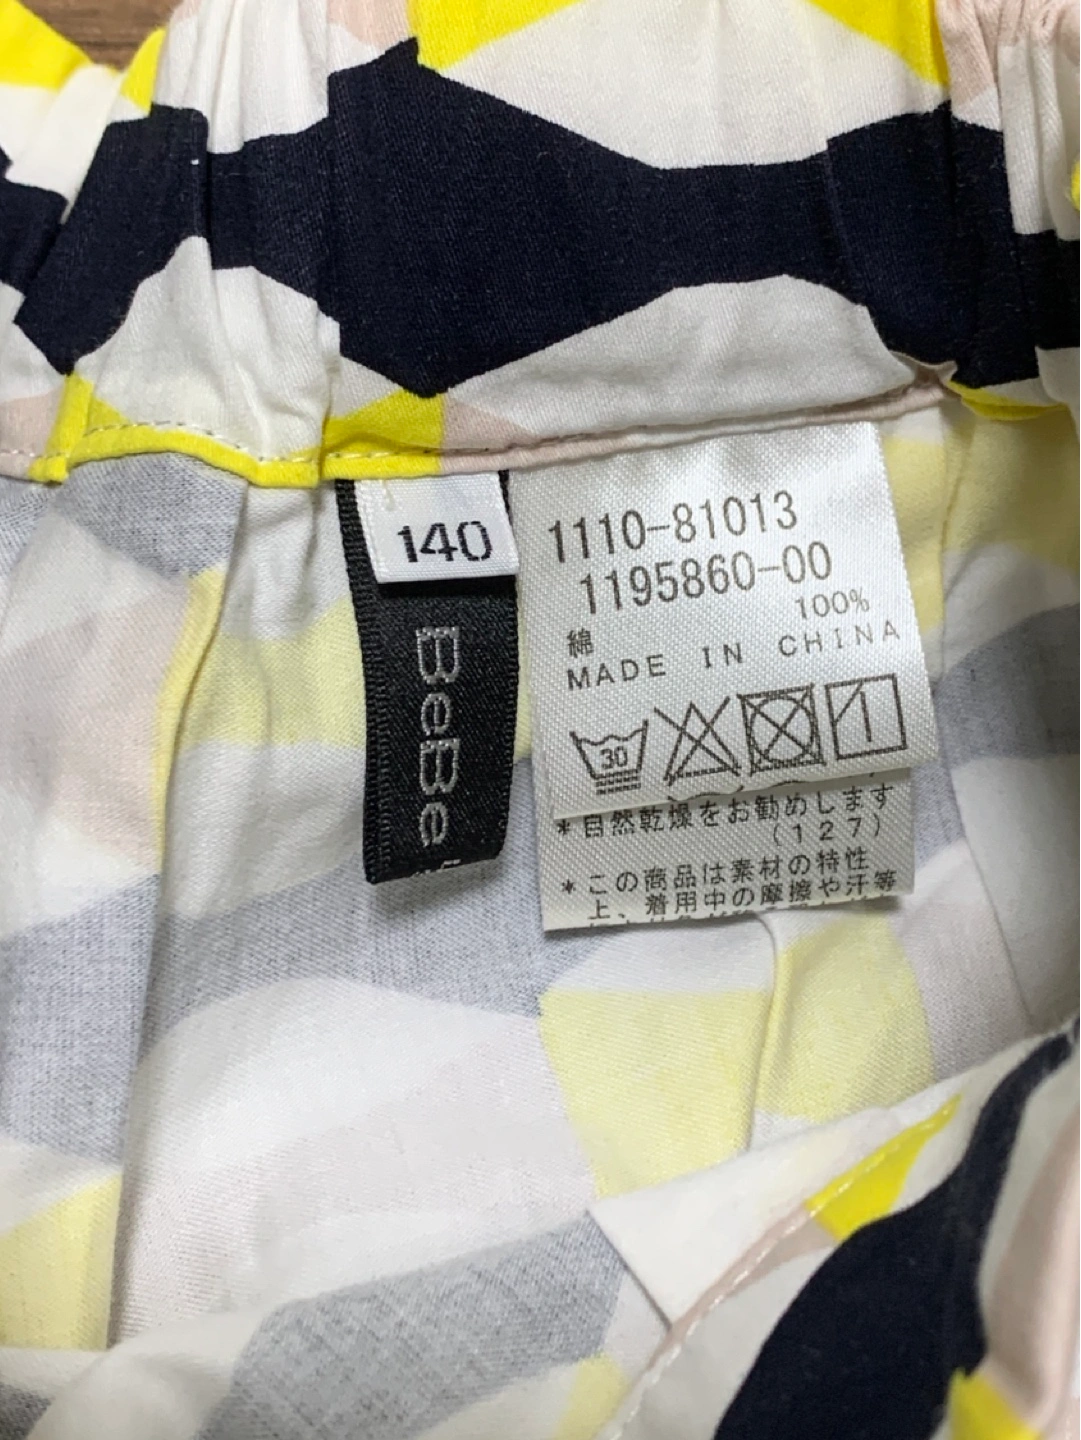 140
BeBe
1110-81013
1195860-00
100%
綿
MADE IN CHINA
30
*自然乾燥をお勧めします
(127)
*この商品は素材の特性
上、着用中の摩擦や汗等